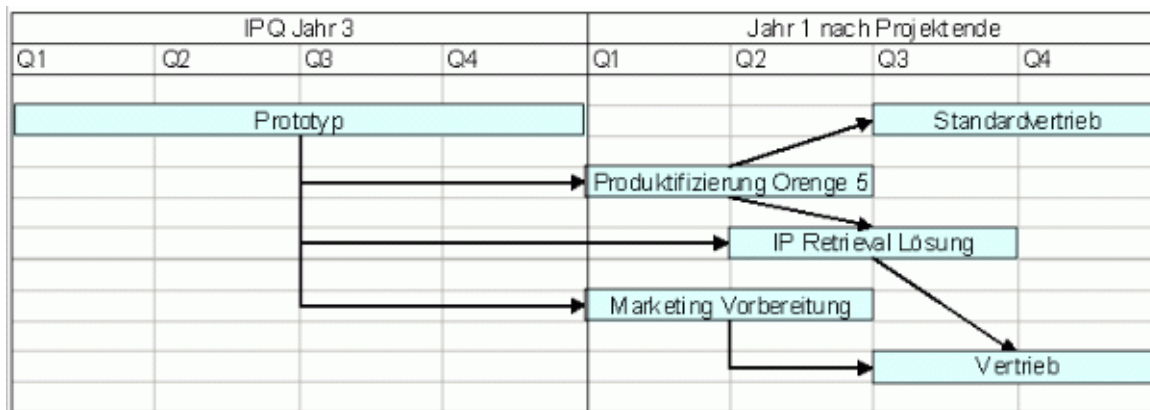 IPQ Jahr 3 Jahr 1 nach Projektende
Q1 Q2 Q3 Q4 Q1 Q2 Q3 Q4
Prototyp Standardvertrieb
Produktifizierung Orenge 5
IP Retrieval Lösung
Marketing Vorbereitung
Vertrieb